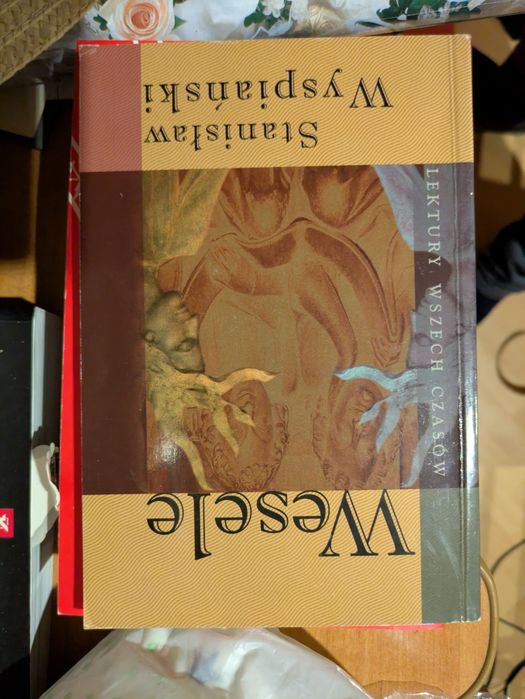 Stanisław
Wyspiański
LEKTURY WSZECH CZASÓW
Wesele